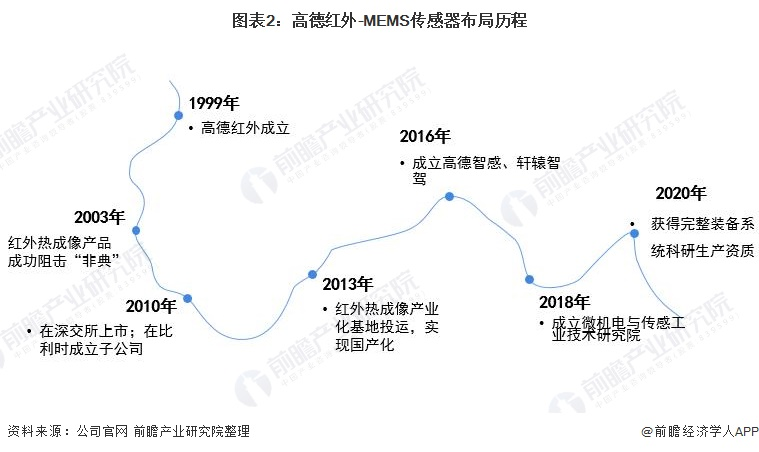 图表2：高德红外-MEMS传感器布局历程
1999年
• 高德红外成立
2003年
红外热成像产品
成功阻击“非典”
2010年
• 在深交所上市；在比
利时成立子公司
2013年
• 红外热成像产业
化基地投运，实
现国产化
2016年
• 成立高德智感、轩辕智
驾
2018年
• 成立微机电与传感工
业技术研究院
2020年
• 获得完整装备系
统科研生产资质
资料来源：公司官网 前瞻产业研究院整理
@前瞻经济学人APP
前瞻产业研究院